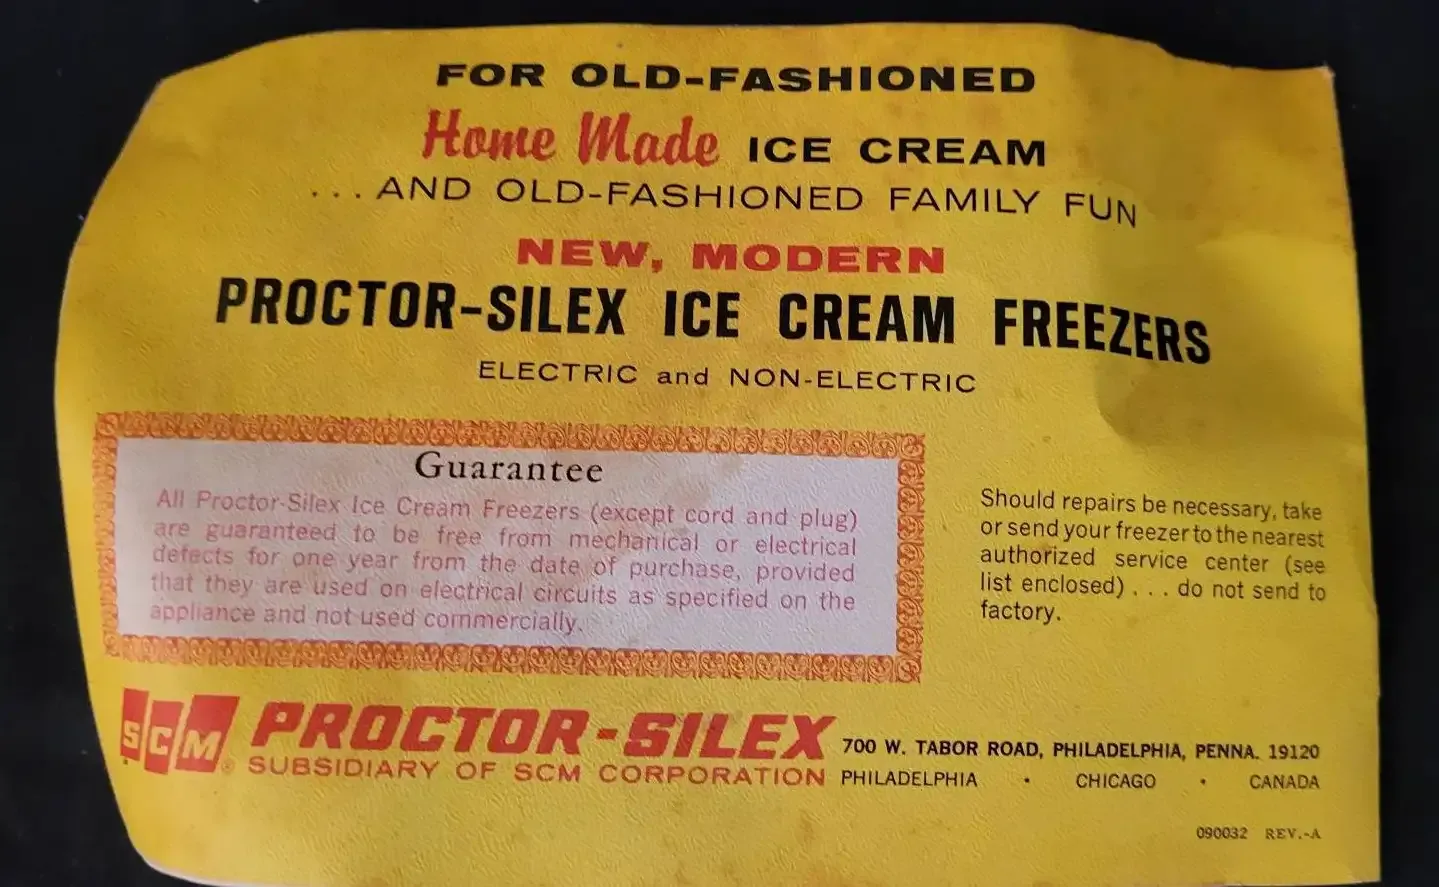 FOR OLD-FASHIONED
Home Made ICE CREAM
...AND OLD-FASHIONED FAMILY FUN
NEW, MODERN
PROCTOR-SILEX ICE CREAM FREEZERS
ELECTRIC and NON-ELECTRIC
Guarantee
All Proctor-Silex Ice Cream Freezers (except cord and plug)
are guaranteed to be free from mechanical or electrical
defects for one year from the date of purchase, provided
that they are used on electrical circuits as specified on the
appliance and not used commercially.
Should repairs be necessary, take
or send your freezer to the nearest
authorized service center (see
list enclosed) . . . do not send to
factory.
SCM®
PROCTOR-SILEX
SUBSIDIARY OF SCM CORPORATION
700 W. TABOR ROAD, PHILADELPHIA, PENNA. 19120
PHILADELPHIA • CHICAGO • CANADA
090032 REV.-A